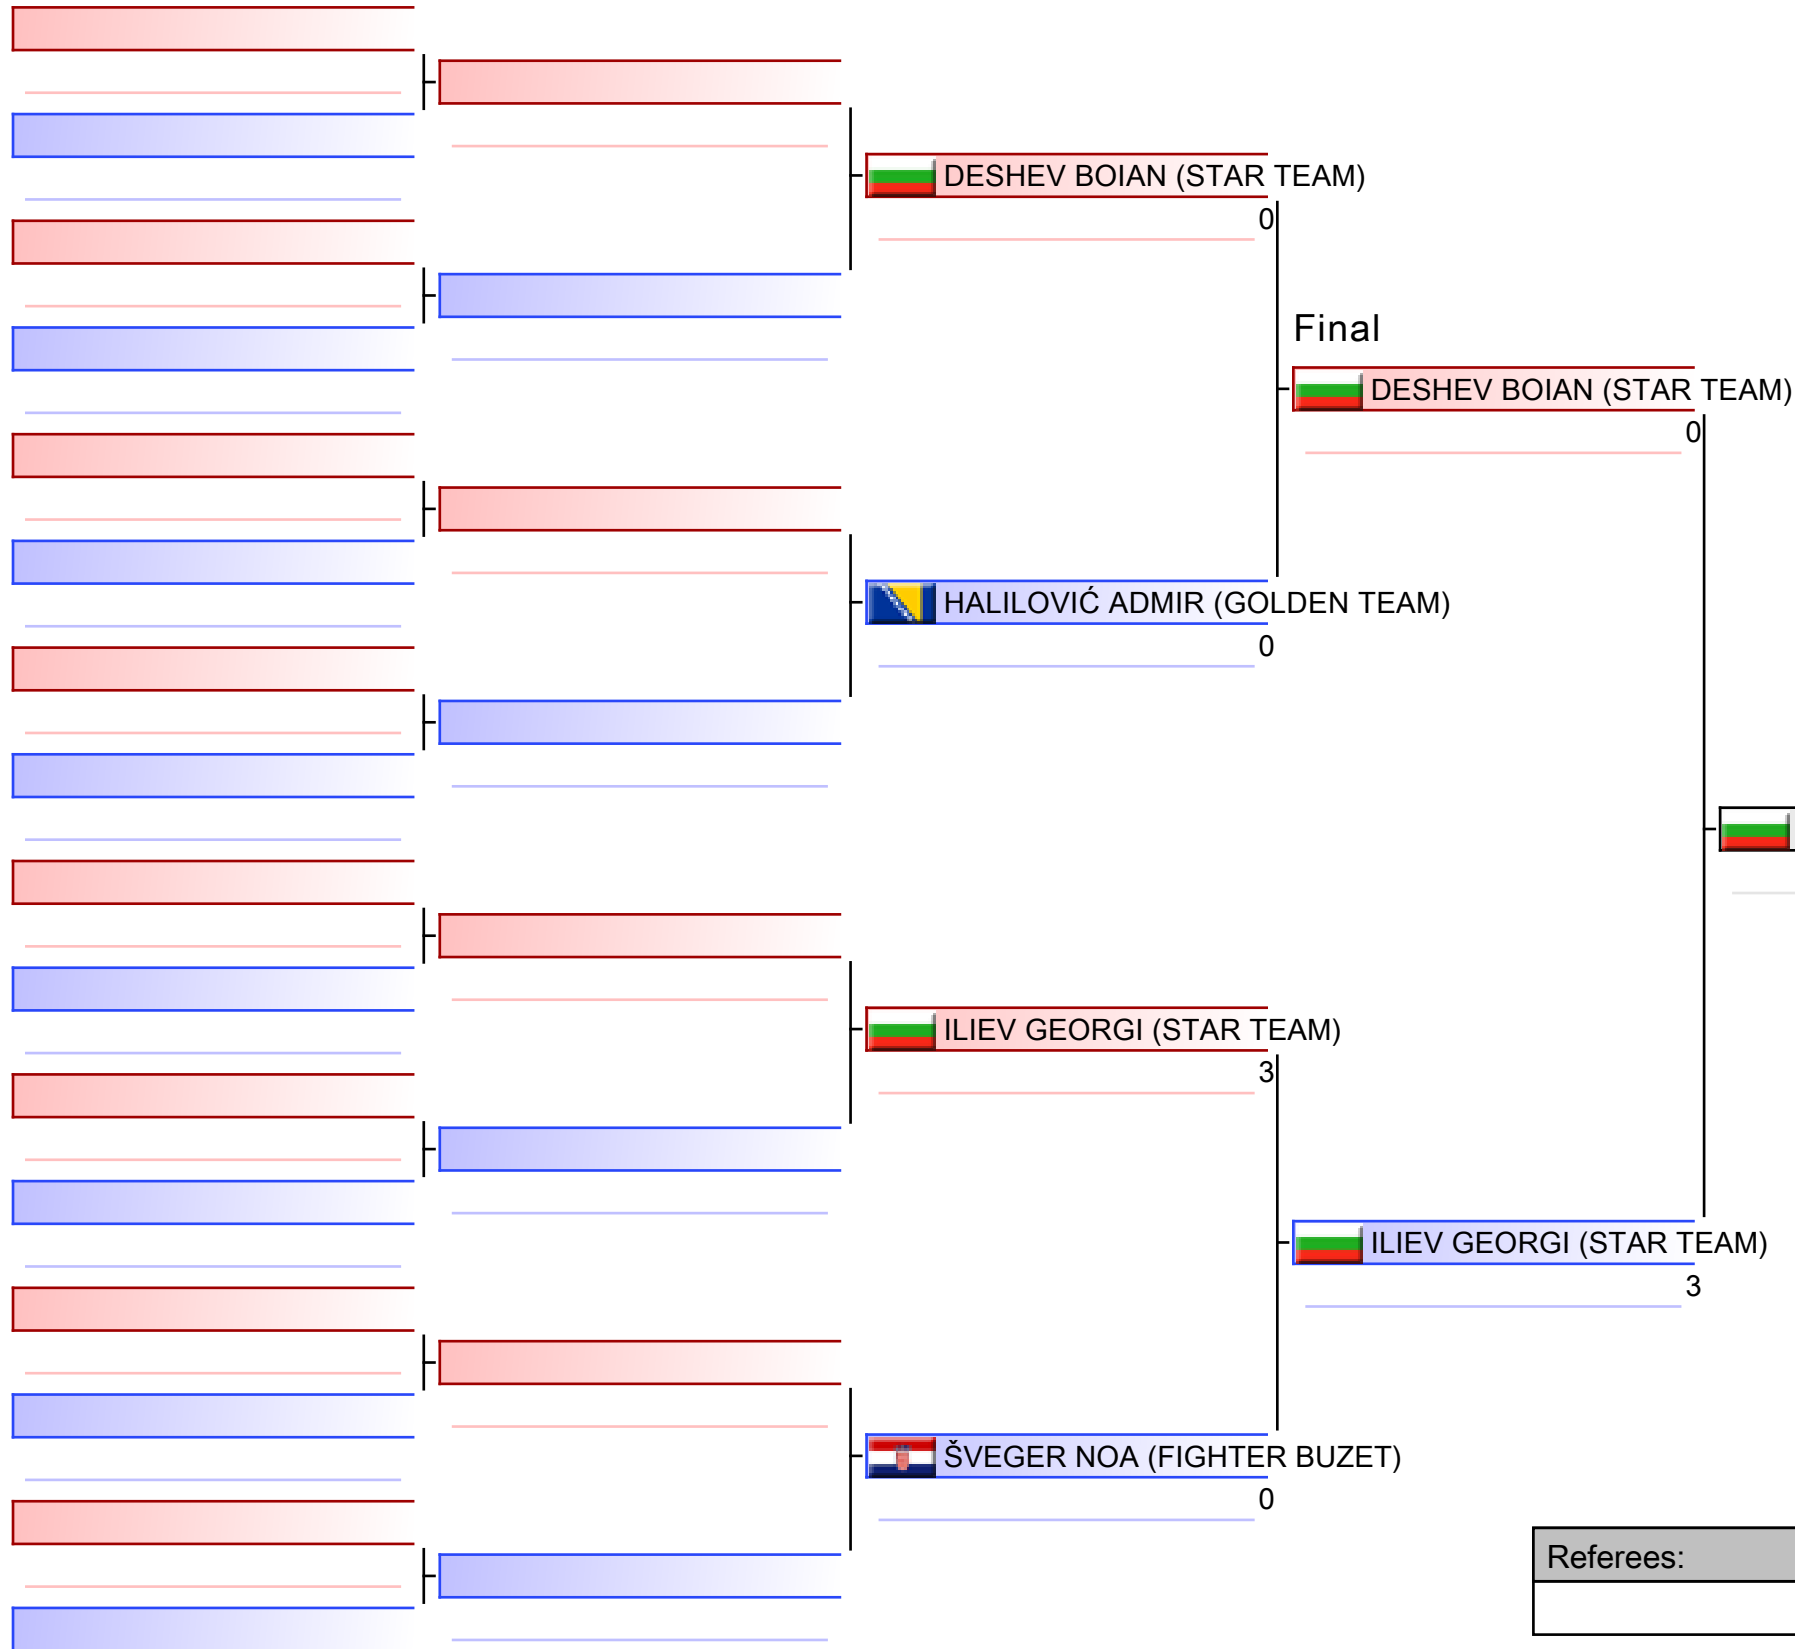 DESHEV BOIAN (STAR TEAM)
0
Final
DESHEV BOIAN (STAR TEAM)
0
HALILOVIĆ ADMIR (GOLDEN TEAM)
0
ILIEV GEORGI (STAR TEAM)
3
ILIEV GEORGI (STAR TEAM)
3
ŠVEGER NOA (FIGHTER BUZET)
0
Referees: